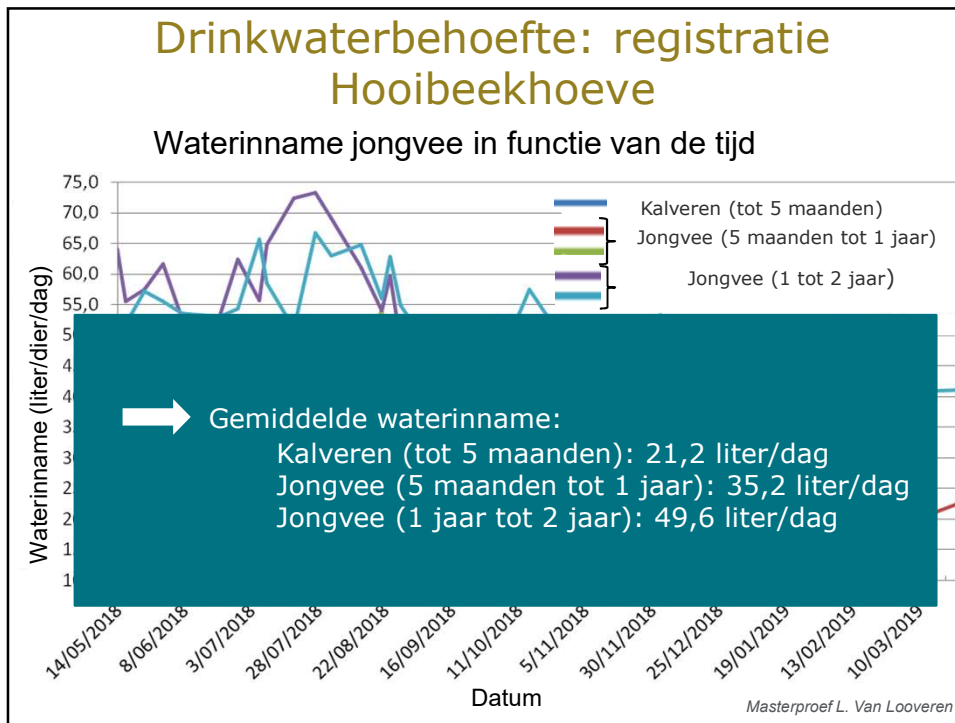 Drinkwaterbehoefte: registratie
Hooibeekhoeve
Waterinname jongvee in functie van de tijd
Waterinname (liter/dier/dag)
75,0
70,0
65,0
60,0
55,0
Kalveren (tot 5 maanden)
Jongvee (5 maanden tot 1 jaar)
Jongvee (1 tot 2 jaar)
Gemiddelde waterinname:
Kalveren (tot 5 maanden): 21,2 liter/dag
Jongvee (5 maanden tot 1 jaar): 35,2 liter/dag
Jongvee (1 jaar tot 2 jaar): 49,6 liter/dag
14/05/2018
8/06/2018
3/07/2018
28/07/2018
22/08/2018
16/09/2018
11/10/2018
5/11/2018
30/11/2018
25/12/2018
19/01/2019
13/02/2019
10/03/2019
Datum
Masterproef L. Van Looveren